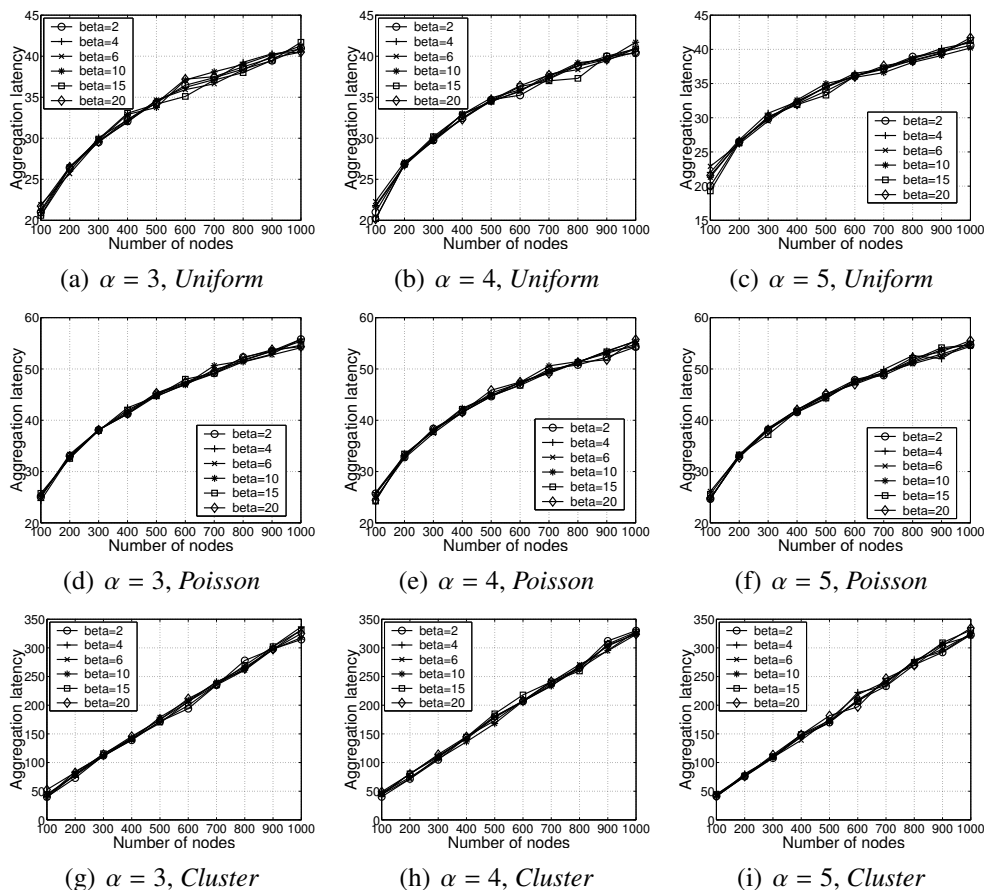 Aggregation latency
45
40
35
30
25
20
beta=2
beta=4
beta=6
beta=10
beta=15
beta=20
100 200 300 400 500 600 700 800 900 1000
Number of nodes
(a) α = 3, Uniform
Aggregation latency
45
40
35
30
25
20
beta=2
beta=4
beta=6
beta=10
beta=15
beta=20
100 200 300 400 500 600 700 800 900 1000
Number of nodes
(b) α = 4, Uniform
Aggregation latency
45
40
35
30
25
20
15
beta=2
beta=4
beta=6
beta=10
beta=15
beta=20
100 200 300 400 500 600 700 800 900 1000
Number of nodes
(c) α = 5, Uniform
Aggregation latency
60
50
40
30
20
beta=2
beta=4
beta=6
beta=10
beta=15
beta=20
100 200 300 400 500 600 700 800 900 1000
Number of nodes
(d) α = 3, Poisson
Aggregation latency
60
50
40
30
20
beta=2
beta=4
beta=6
beta=10
beta=15
beta=20
100 200 300 400 500 600 700 800 900 1000
Number of nodes
(e) α = 4, Poisson
Aggregation latency
60
50
40
30
20
beta=2
beta=4
beta=6
beta=10
beta=15
beta=20
100 200 300 400 500 600 700 800 900 1000
Number of nodes
(f) α = 5, Poisson
Aggregation latency
350
300
250
200
150
100
50
0
beta=2
beta=4
beta=6
beta=10
beta=15
beta=20
100 200 300 400 500 600 700 800 900 1000
Number of nodes
(g) α = 3, Cluster
Aggregation latency
350
300
250
200
150
100
50
0
beta=2
beta=4
beta=6
beta=10
beta=15
beta=20
100 200 300 400 500 600 700 800 900 1000
Number of nodes
(h) α = 4, Cluster
Aggregation latency
350
300
250
200
150
100
50
0
beta=2
beta=4
beta=6
beta=10
beta=15
beta=20
100 200 300 400 500 600 700 800 900 1000
Number of nodes
(i) α = 5, Cluster